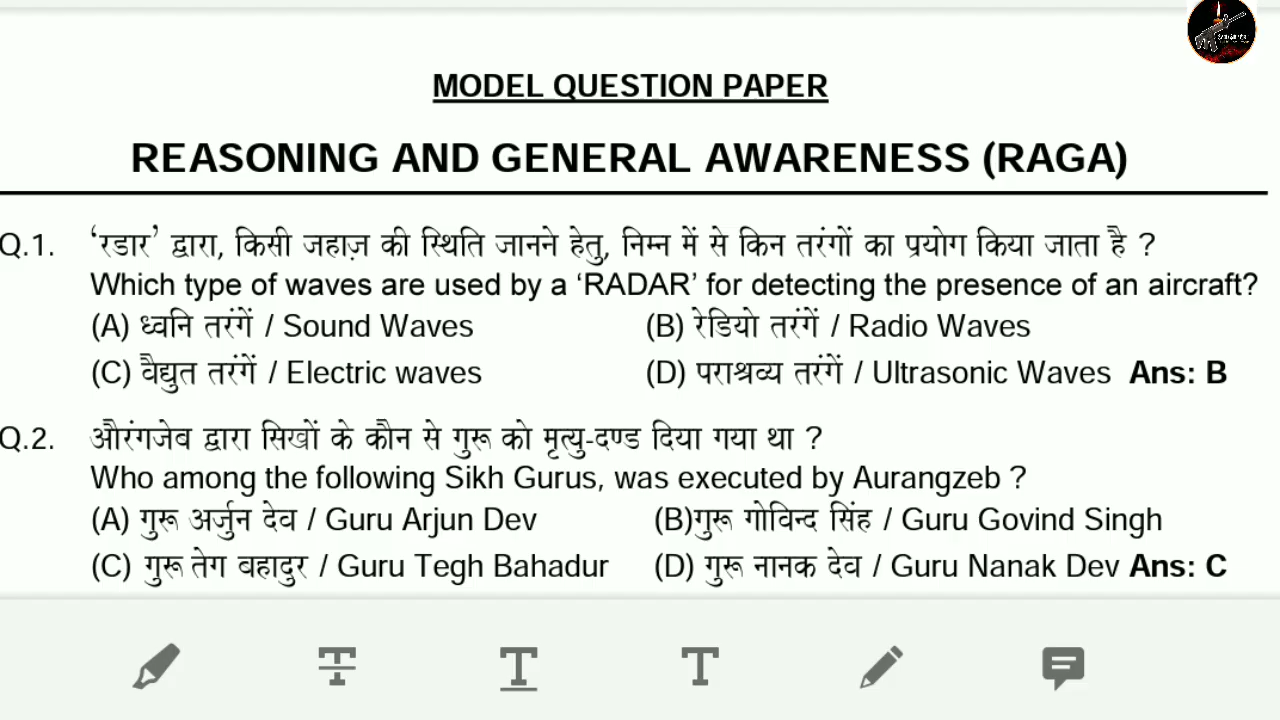 MODEL QUESTION PAPER
REASONING AND GENERAL AWARENESS (RAGA)
Q.1. ‘रडार’ द्वारा, किसी जहाज़ की स्थिति जानने हेतु, निम्न में से किन तरंगों का प्रयोग किया जाता है ?
Which type of waves are used by a ‘RADAR’ for detecting the presence of an aircraft?
(A) ध्वनि तरंगें / Sound Waves (B) रेडियो तरंगें / Radio Waves
(C) वैद्युत तरंगें / Electric waves (D) पराश्रव्य तरंगें / Ultrasonic Waves Ans: B
Q.2. औरंगजेब द्वारा सिखों के कौन से गुरू को मृत्यु-दण्ड दिया गया था ?
Who among the following Sikh Gurus, was executed by Aurangzeb ?
(A) गुरू अर्जुन देव / Guru Arjun Dev (B)गुरू गोविन्द सिंह / Guru Govind Singh
(C) गुरू तेग बहादुर / Guru Tegh Bahadur (D) गुरू नानक देव / Guru Nanak Dev Ans: C